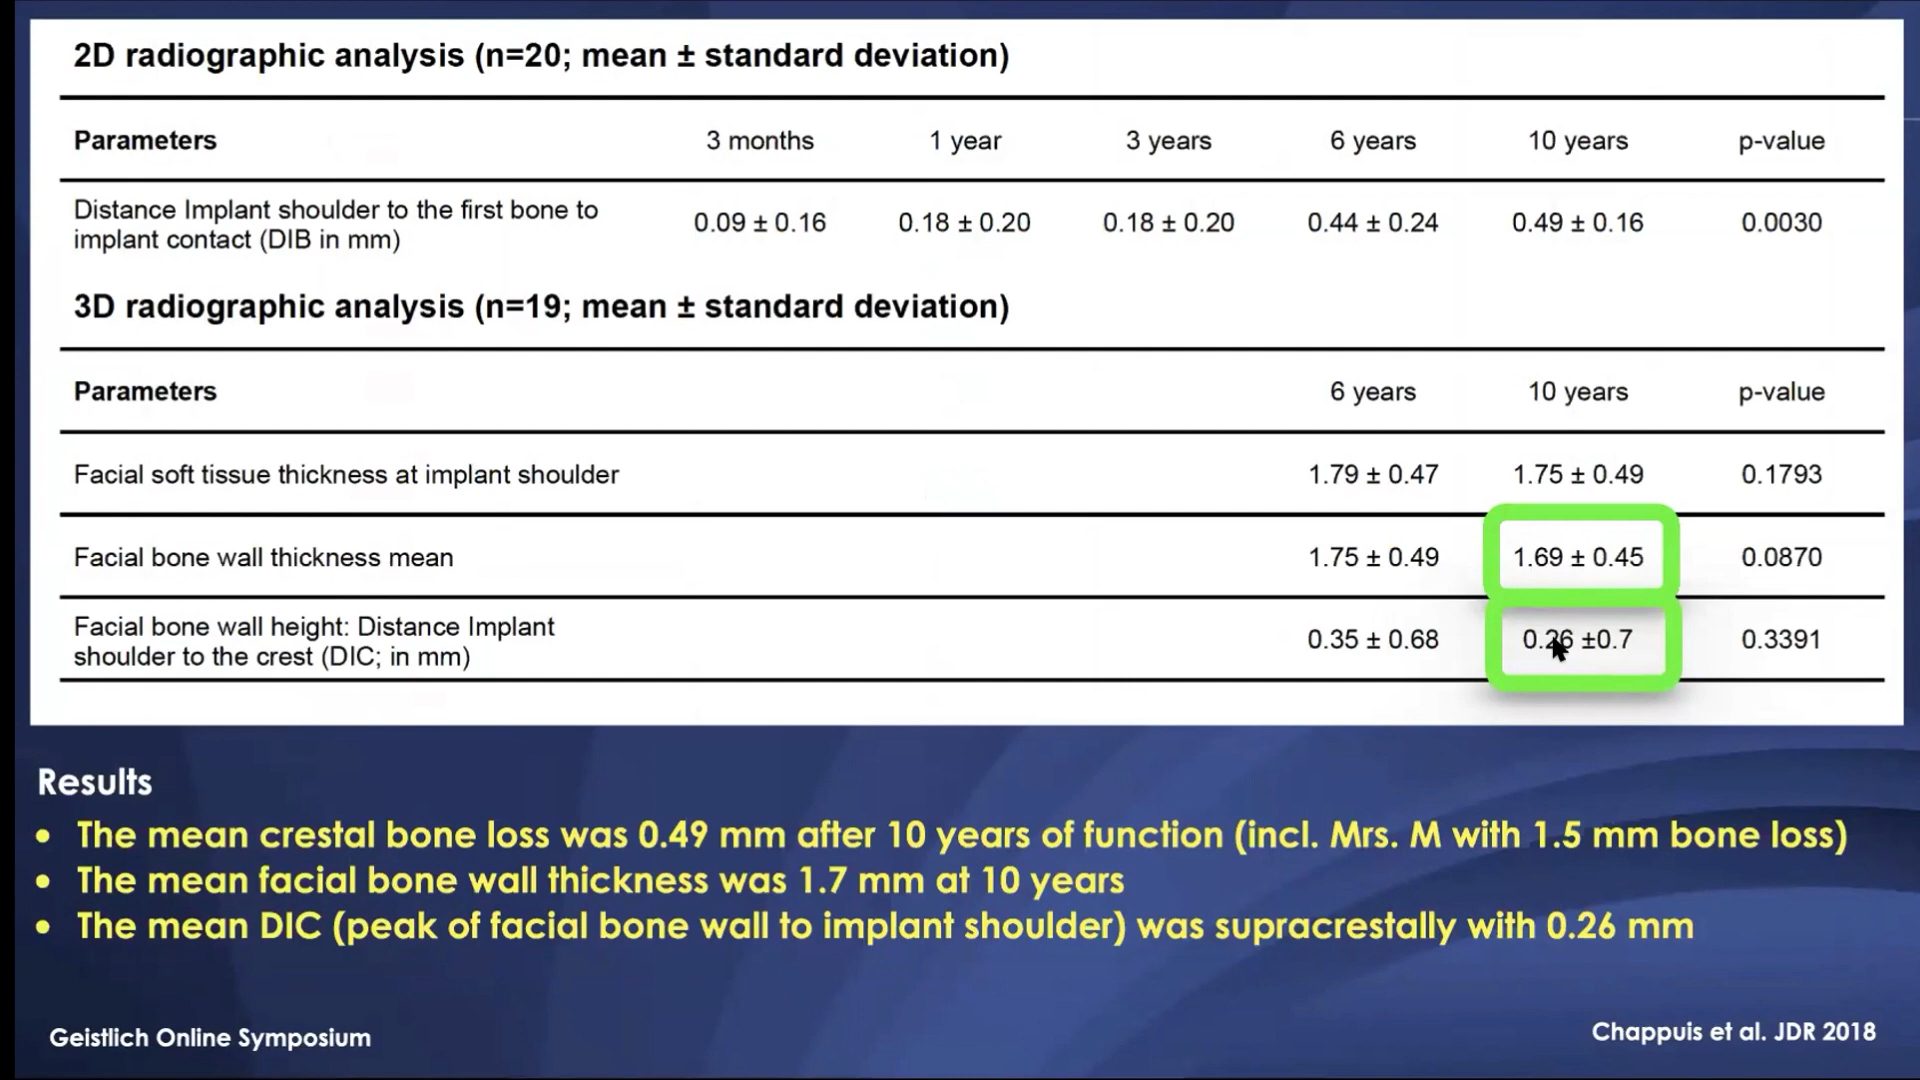 2D radiographic analysis (n=20; mean ± standard deviation)
Parameters 3 months 1 year 3 years 6 years 10 years p-value
Distance Implant shoulder to the first bone to
implant contact (DIB in mm) 0.09 ± 0.16 0.18 ± 0.20 0.18 ± 0.20 0.44 ± 0.24 0.49 ± 0.16 0.0030
3D radiographic analysis (n=19; mean ± standard deviation)
Parameters 6 years 10 years p-value
Facial soft tissue thickness at implant shoulder 1.79 ± 0.47 1.75 ± 0.49 0.1793
Facial bone wall thickness mean 1.75 ± 0.49 1.69 ± 0.45 0.0870
Facial bone wall height: Distance Implant
shoulder to the crest (DIC; in mm) 0.35 ± 0.68 0.26 ±0.7 0.3391
Results
• The mean crestal bone loss was 0.49 mm after 10 years of function (incl. Mrs. M with 1.5 mm bone loss)
• The mean facial bone wall thickness was 1.7 mm at 10 years
• The mean DIC (peak of facial bone wall to implant shoulder) was supracrestally with 0.26 mm
Geistlich Online Symposium
Chappuis et al. JDR 2018